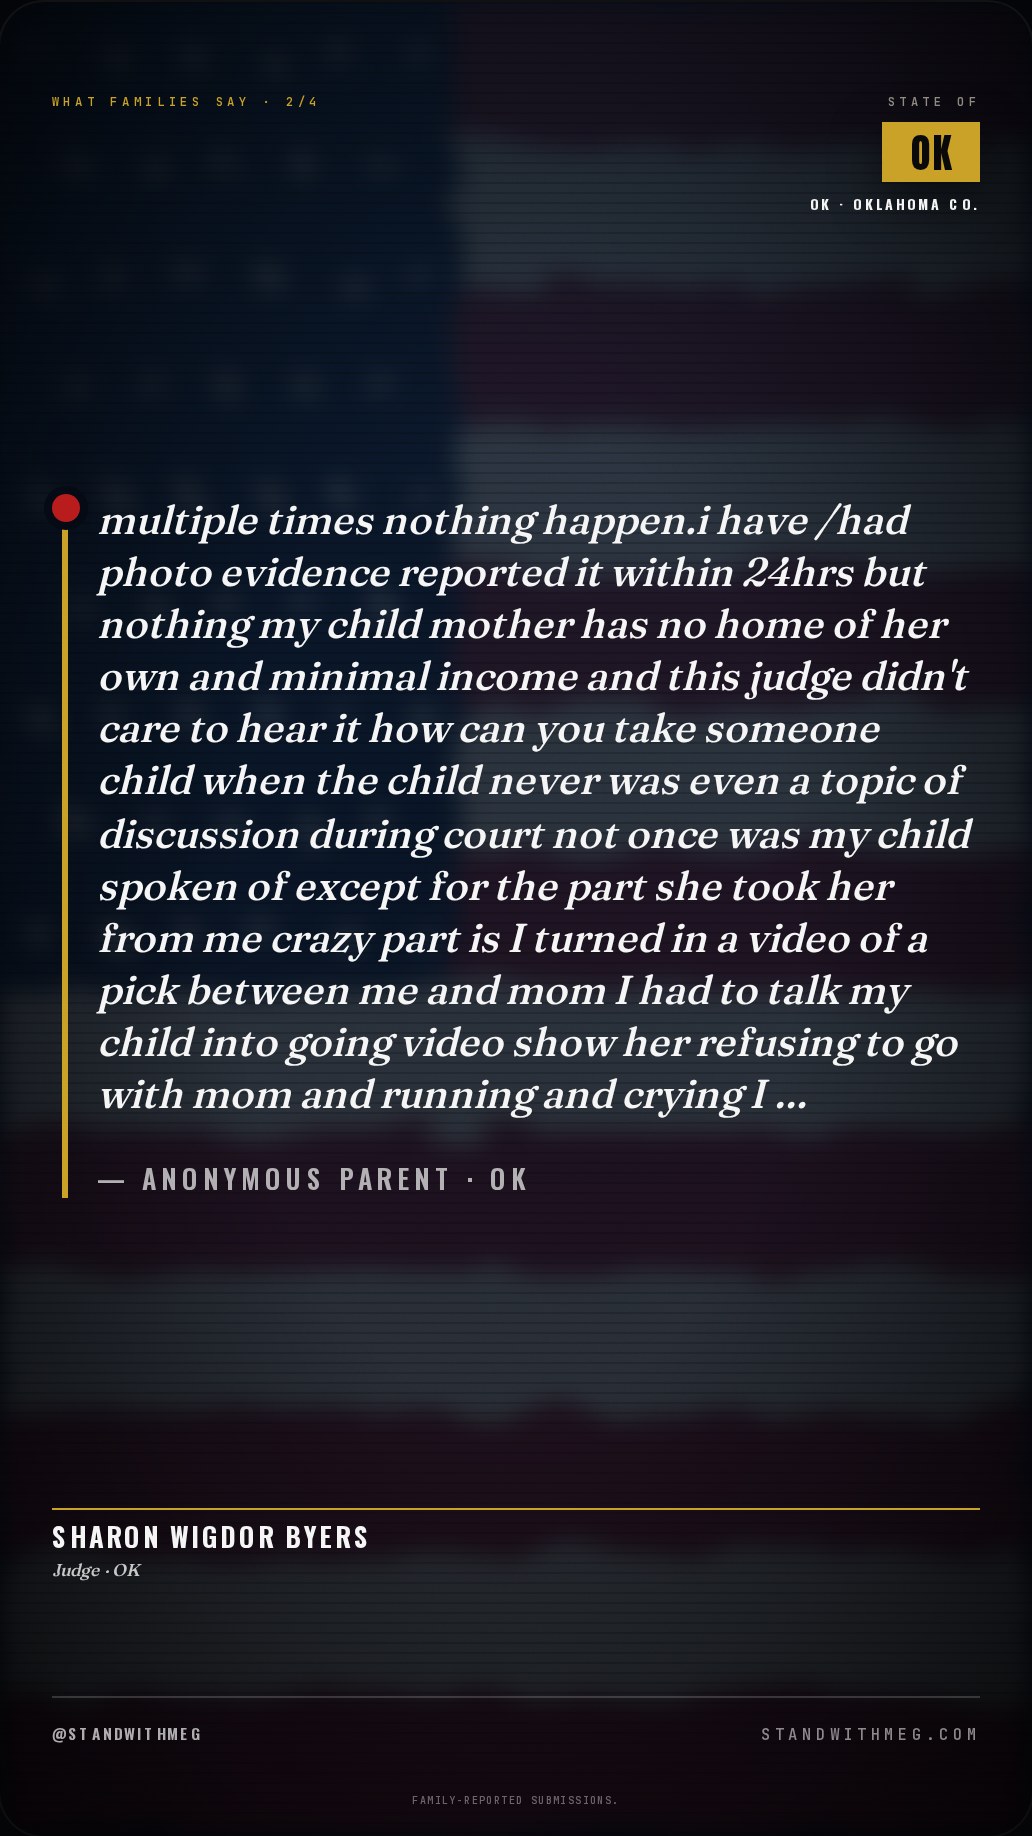 WHAT FAMILIES SAY · 2/4
STATE OF
OK
OK · OKLAHOMA CO.
multiple times nothing happen.i have /had
photo evidence reported it within 24hrs but
nothing my child mother has no home of her
own and minimal income and this judge didn't
care to hear it how can you take someone
child when the child never was even a topic of
discussion during court not once was my child
spoken of except for the part she took her
from me crazy part is I turned in a video of a
pick between me and mom I had to talk my
child into going video show her refusing to go
with mom and running and crying I ...
— ANONYMOUS PARENT · OK
SHARON WIGDOR BYERS
Judge · OK
@STANDWITHMEG
STANDWITHMEG.COM
FAMILY-REPORTED SUBMISSIONS.